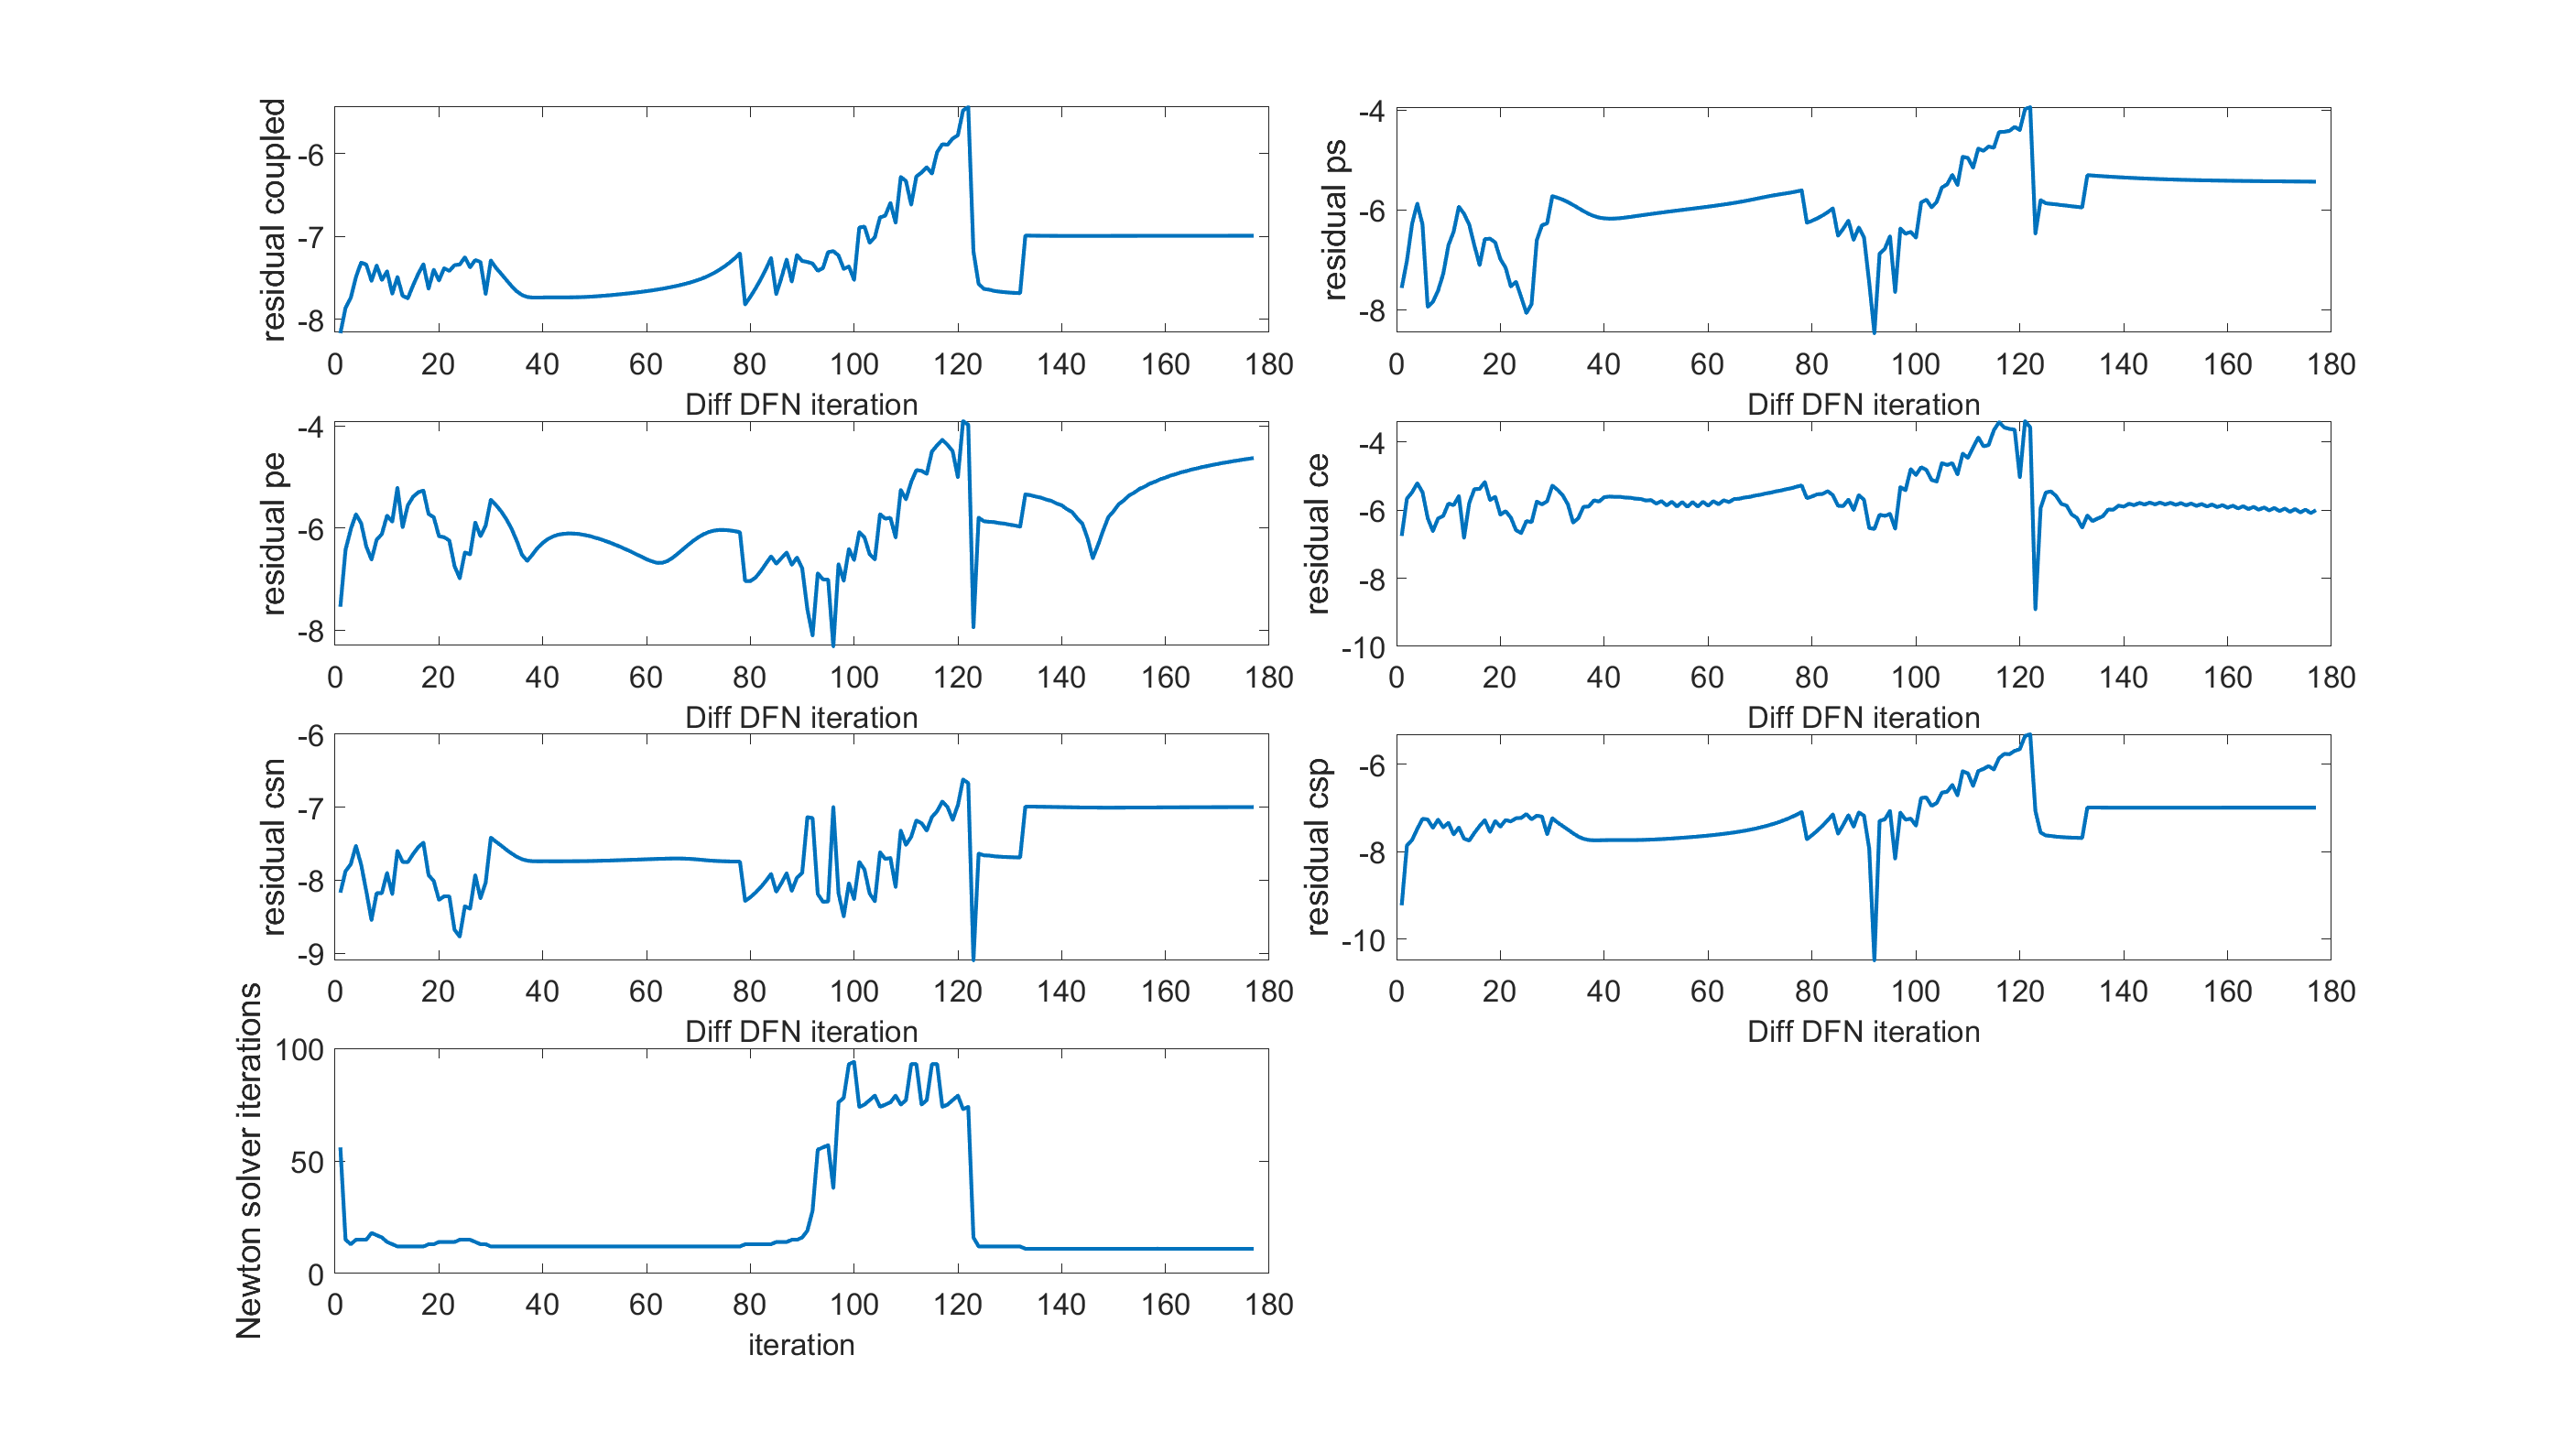 residual coupled
-6
-7
-8
0 20 40 60 80 100 120 140 160 180
Diff DFN iteration
residual ps
-4
-6
-8
0 20 40 60 80 100 120 140 160 180
Diff DFN iteration
residual pe
-4
-6
-8
0 20 40 60 80 100 120 140 160 180
Diff DFN iteration
residual ce
-4
-6
-8
-10
0 20 40 60 80 100 120 140 160 180
Diff DFN iteration
residual csn
-6
-7
-8
-9
0 20 40 60 80 100 120 140 160 180
Diff DFN iteration
residual csp
-6
-8
-10
0 20 40 60 80 100 120 140 160 180
Diff DFN iteration
Newton solver iterations
100
50
0
0 20 40 60 80 100 120 140 160 180
iteration